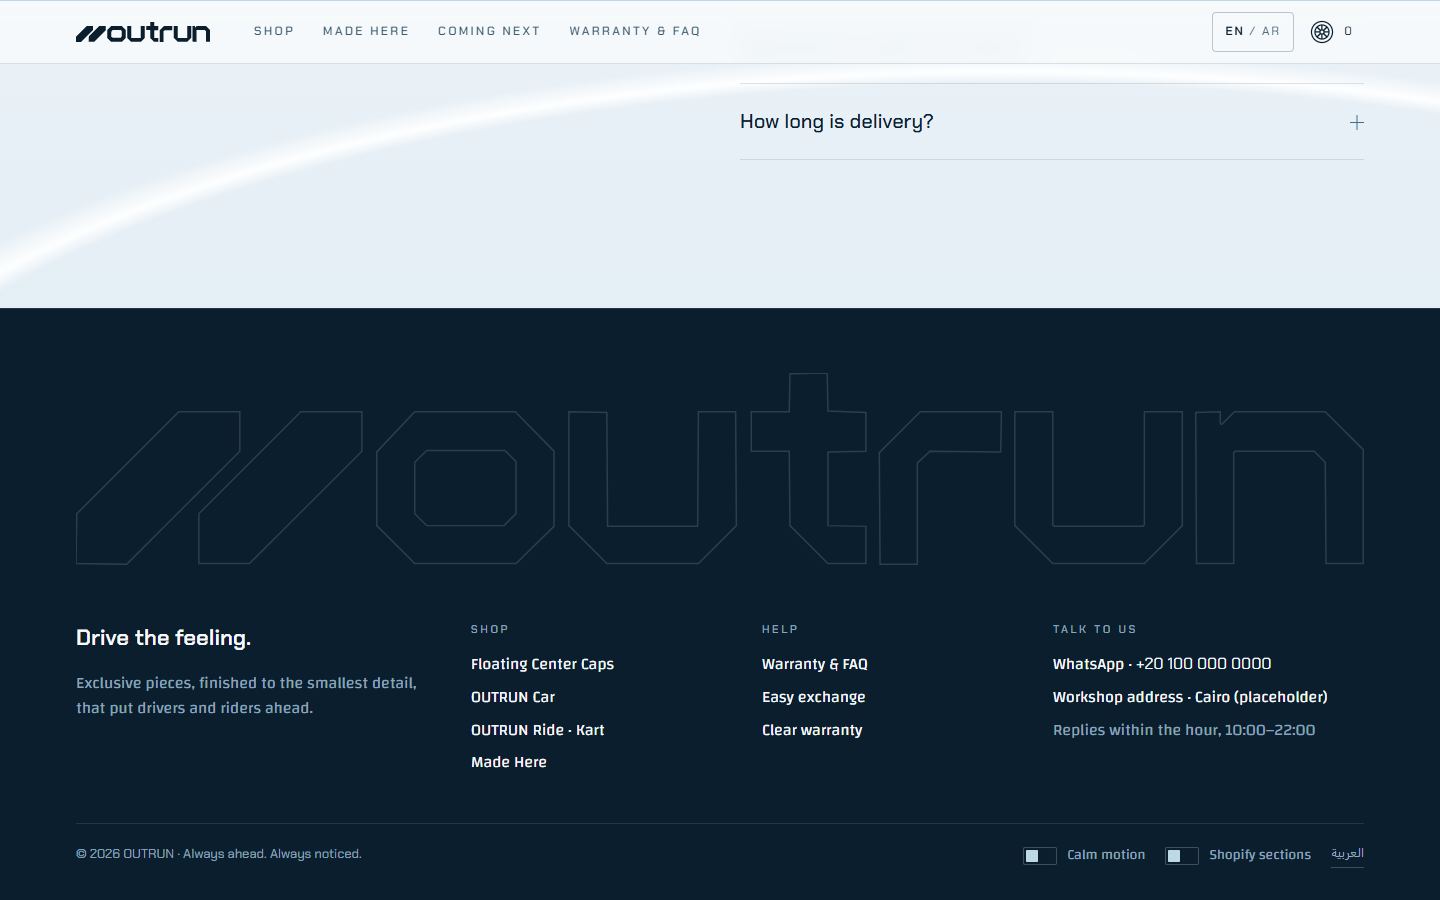 outrun
SHOP
MADE HERE
COMING NEXT
WARRANTY & FAQ
EN / AR
0
How long is delivery?
outrun
Drive the feeling.
Exclusive pieces, finished to the smallest detail,
that put drivers and riders ahead.
SHOP
Floating Center Caps
OUTRUN Car
OUTRUN Ride · Kart
Made Here
HELP
Warranty & FAQ
Easy exchange
Clear warranty
TALK TO US
WhatsApp · +20 100 000 0000
Workshop address · Cairo (placeholder)
Replies within the hour, 10:00–22:00
© 2026 OUTRUN · Always ahead. Always noticed.
Calm motion
Shopify sections
العربية